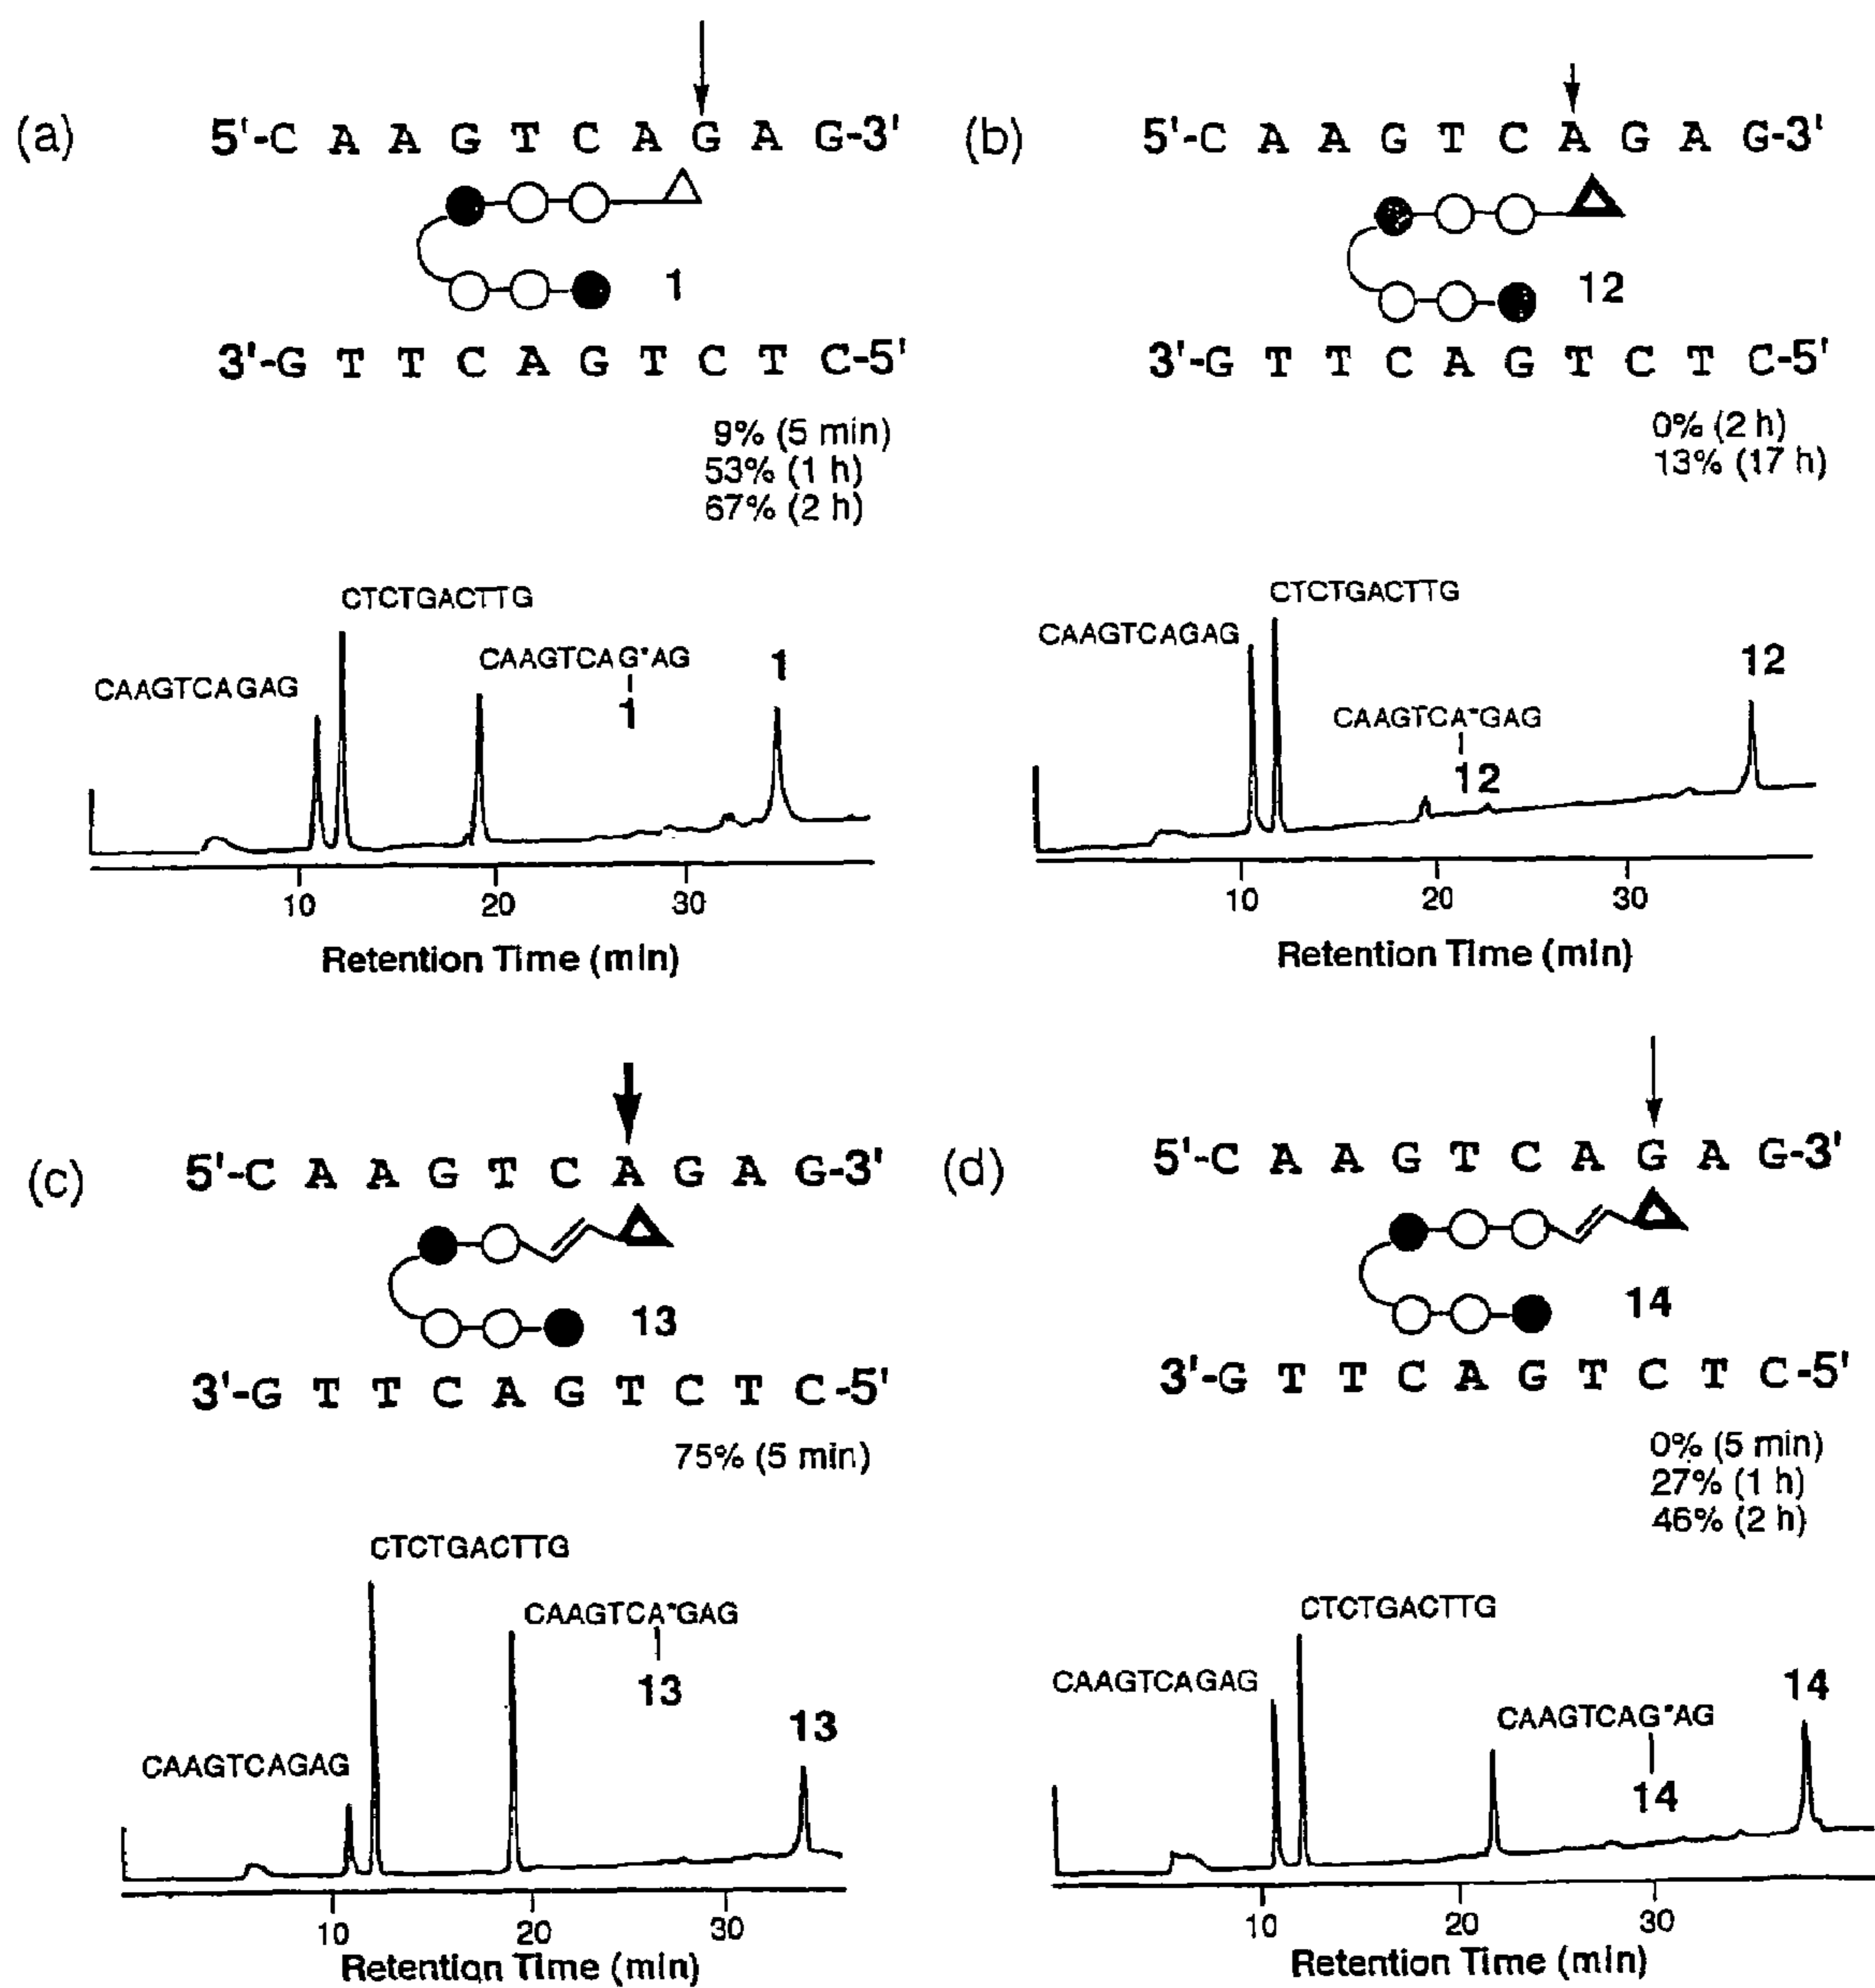 (a)
5'-C A A G T C A G A G-3'
1
3'-G T T C A G T C T C-5'
9% (5 min)
53% (1 h)
67% (2 h)
CTCTGACTTG
CAAGTCAG*AG
1
1
CAAGTCAGAG
10
20
30
Retention Time (min)
(b)
5'-C A A G T C A G A G-3'
12
3'-G T T C A G T C T C-5'
0% (2 h)
13% (17 h)
CTCTGACTTG
CAAGTCAGAG
12
CAAGTCA*GAG
12
10
20
30
Retention Time (min)
(c)
5'-C A A G T C A G A G-3'
13
3'-G T T C A G T C T C-5'
75% (5 min)
CTCTGACTTG
CAAGTCA*GAG
13
13
CAAGTCAGAG
10
20
30
Retention Time (min)
(d)
5'-C A A G T C A G A G-3'
14
3'-G T T C A G T C T C-5'
0% (5 min)
27% (1 h)
46% (2 h)
CTCTGACTTG
CAAGTCAGAG
14
CAAGTCAG*AG
14
10
20
30
Retention Time (min)